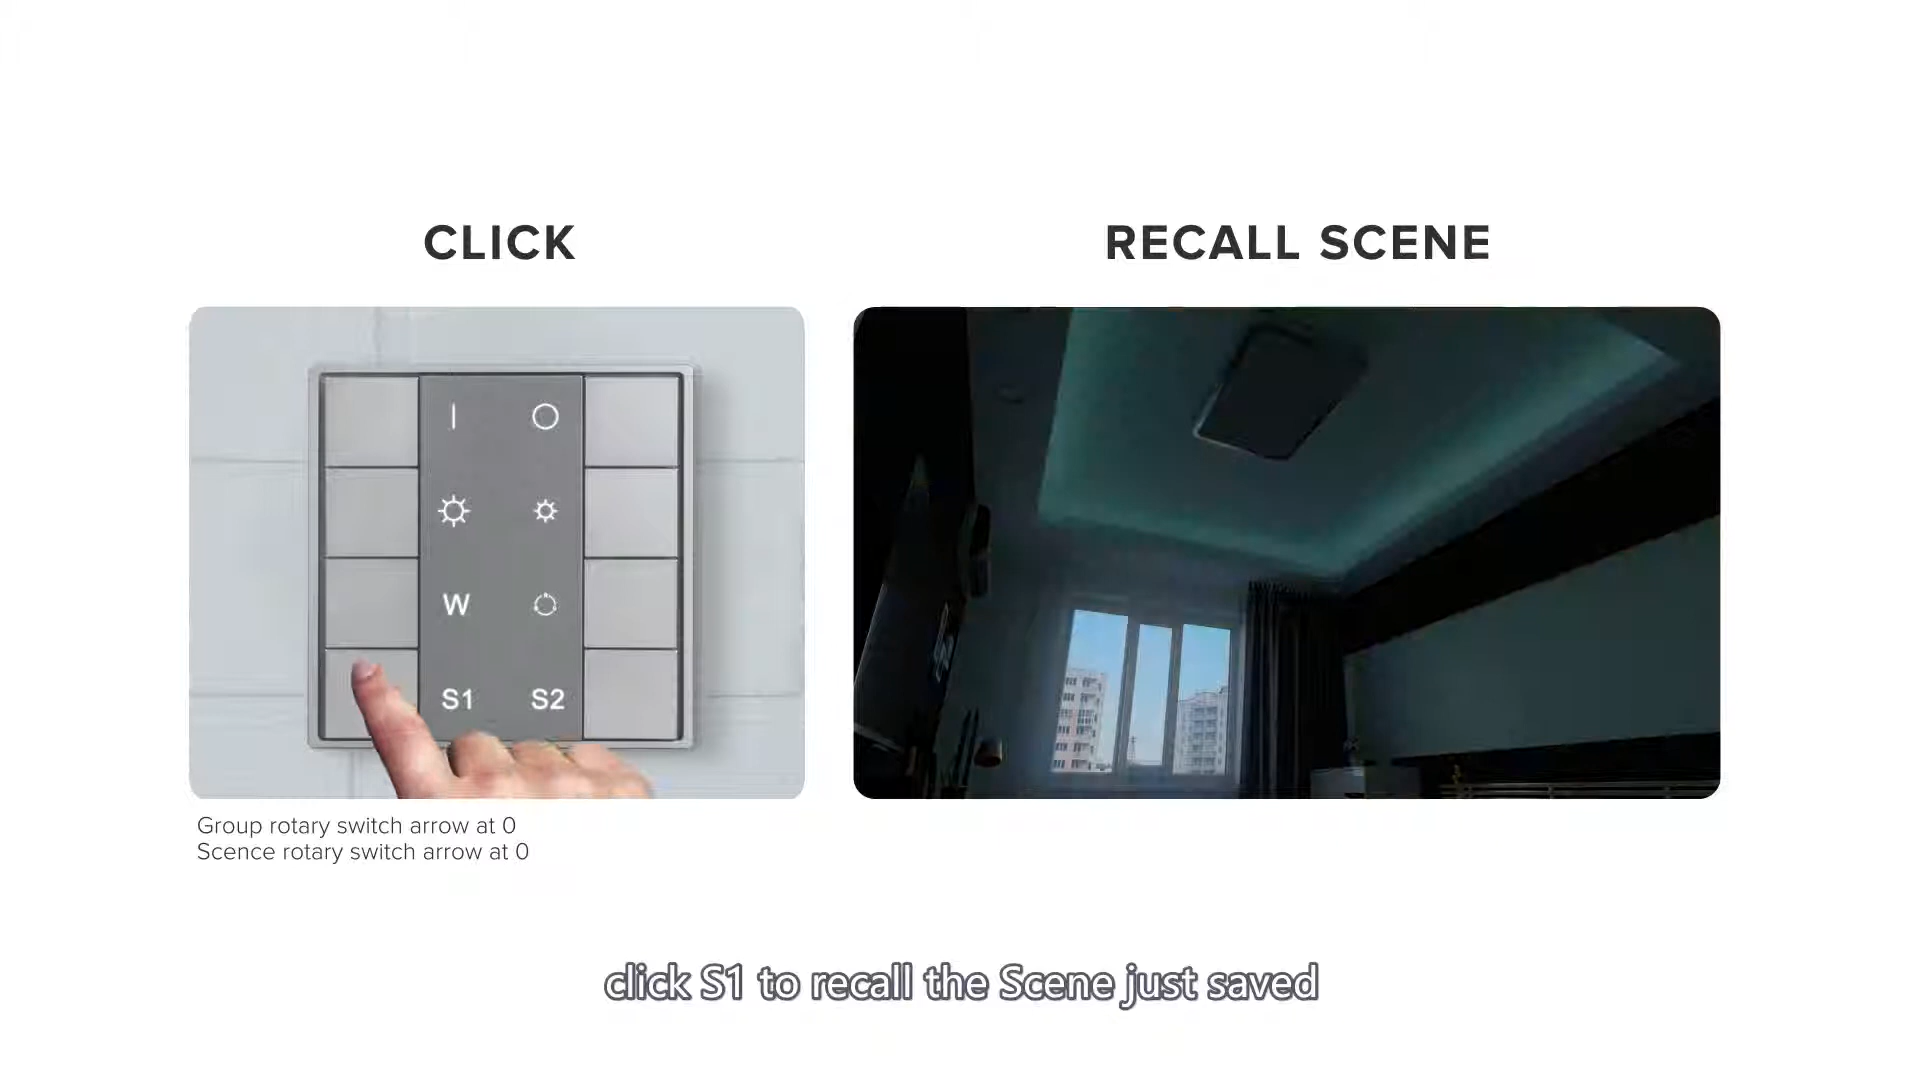 CLICK
RECALL SCENE
W
S1 S2
Group rotary switch arrow at 0
Scence rotary switch arrow at 0
click S1 to recall the Scene just saved